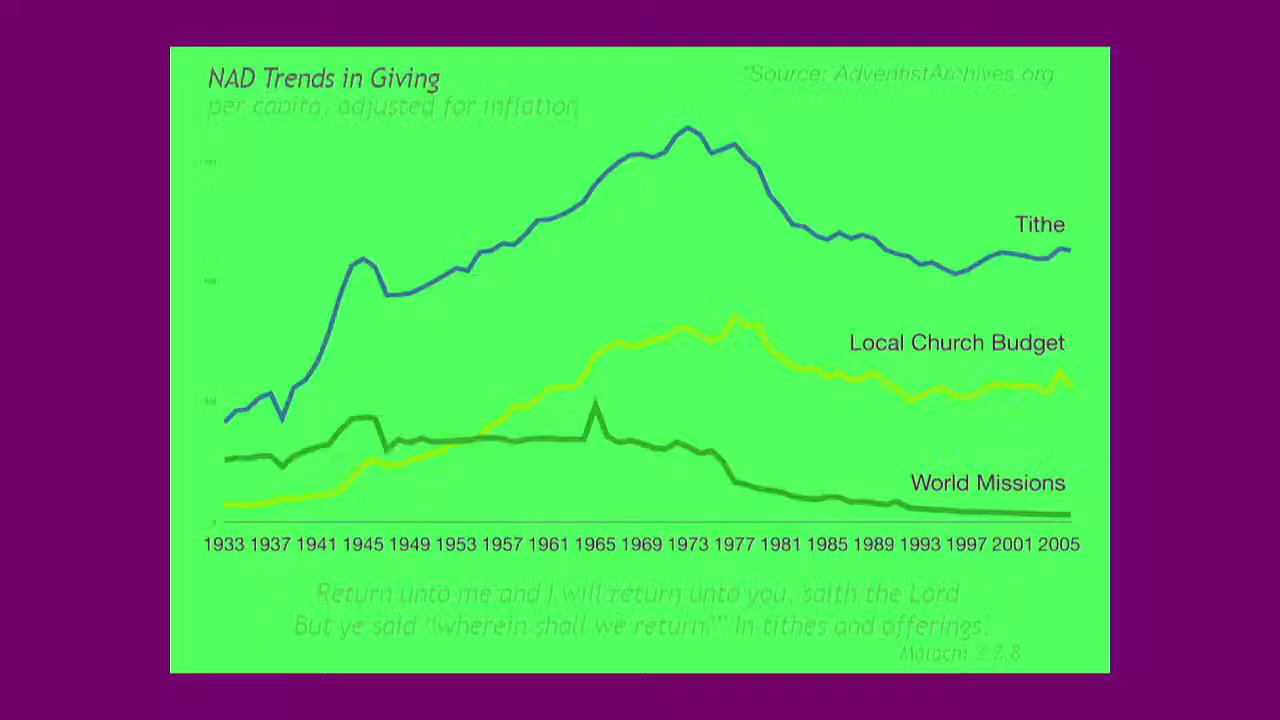 NAD Trends in Giving
*Source: AdventistArchives.org
per capita, adjusted for inflation
Tithe
Local Church Budget
World Missions
1933 1937 1941 1945 1949 1953 1957 1961 1965 1969 1973 1977 1981 1985 1989 1993 1997 2001 2005
Return unto me and I will return unto you, saith the Lord
But ye said "wherein shall we return?" In tithes and offerings.
Malachi